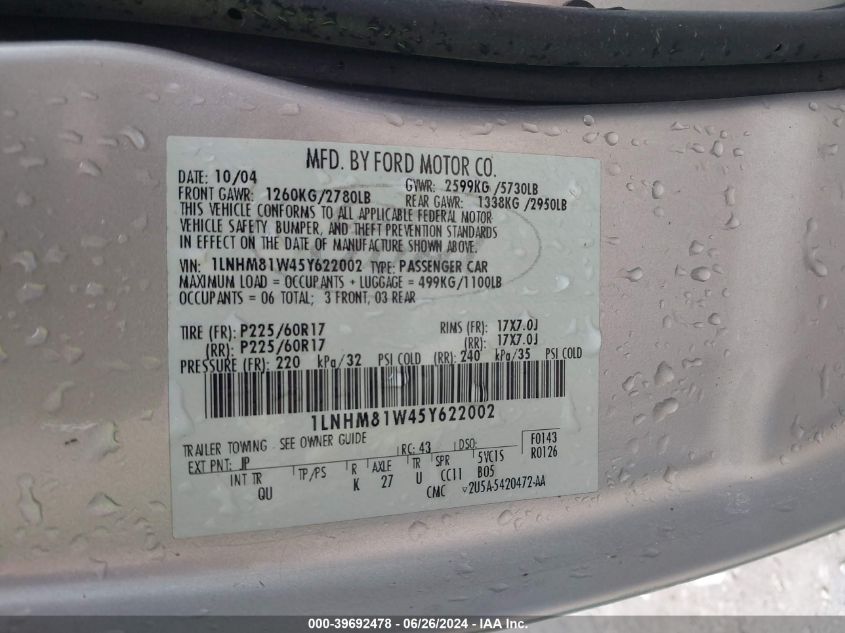 MFD. BY FORD MOTOR CO.
DATE: 10/04 GVWR: 2599KG /5730LB
FRONT GAWR: 1260KG/2780LB REAR GAWR: 1338KG /2950LB
THIS VEHICLE CONFORMS TO ALL APPLICABLE FEDERAL MOTOR
VEHICLE SAFETY, BUMPER, AND THEFT PREVENTION STANDARDS
IN EFFECT ON THE DATE OF MANUFACTURE SHOWN ABOVE.
VIN: 1LNHM81W45Y622002 TYPE: PASSENGER CAR
MAXIMUM LOAD = OCCUPANTS + LUGGAGE = 499KG/1100LB
OCCUPANTS = 06 TOTAL; 3 FRONT, 03 REAR
TIRE (FR): P225/60R17 RIMS (FR): 17X7.0J
(RR): P225/60R17 (RR): 17X7.0J
PRESSURE (FR): 220 kPa/32 PSI COLD (RR): 240 kPa/35 PSI COLD
1LNHM81W45Y622002
TRAILER TOWING - SEE OWNER GUIDE RC: 43 DSO: F0143
EXT PNT: JP R0126
INT TR TP/PS R AXLE TR SPR 5VC1S
QU K 27 U CC11 B05
CMC 2U5A-5420472-AA
000-39692478 - 06/26/2024 - IAA Inc.